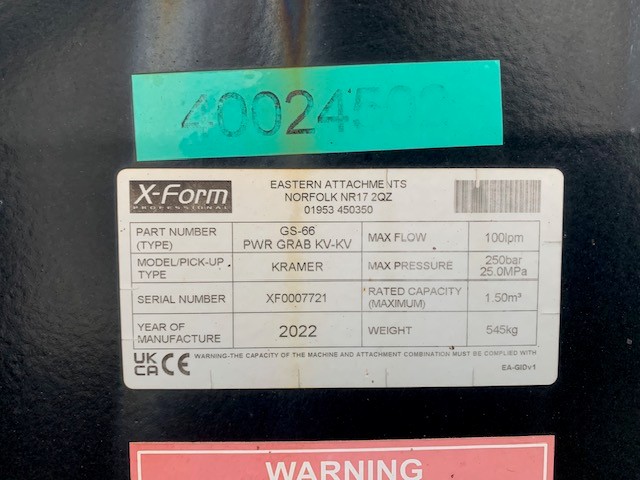 X-Form
PROFESSIONAL
EASTERN ATTACHMENTS
NORFOLK NR17 2QZ
01953 450350
PART NUMBER (TYPE) GS-66 PWR GRAB KV-KV MAX FLOW 100lpm
MODEL/PICK-UP TYPE KRAMER MAX PRESSURE 250bar 25.0MPa
SERIAL NUMBER XF0007721 RATED CAPACITY (MAXIMUM) 1.50m³
YEAR OF MANUFACTURE 2022 WEIGHT 545kg
UK CA CE WARNING-THE CAPACITY OF THE MACHINE AND ATTACHMENT COMBINATION MUST BE COMPLIED WITH
EA-GIDv1
WARNING